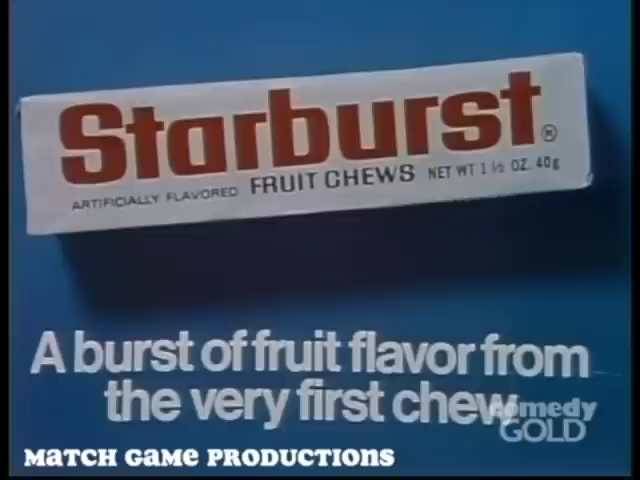 Starburst®
ARTIFICIALLY FLAVORED FRUIT CHEWS NET WT 1 ½ OZ. 40g
A burst of fruit flavor from
the very first chew
comedy
GOLD
MATCH GAME PRODUCTIONS